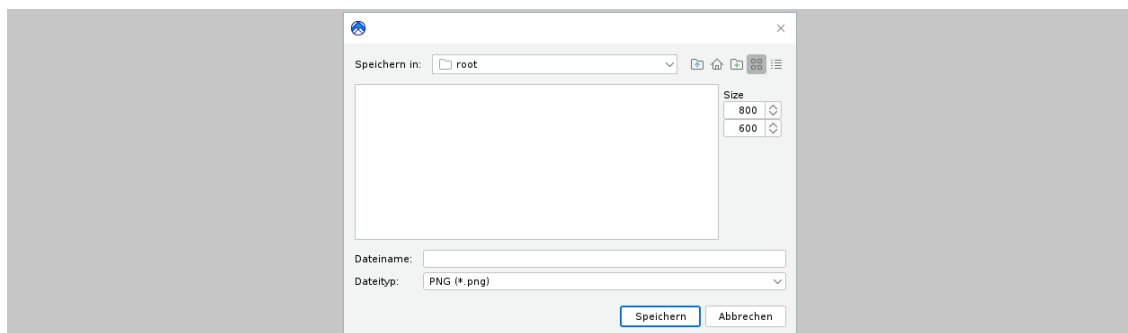 Speichern in: root
Size
800
600
Dateiname:
Dateityp: PNG (*.png)
Speichern Abbrechen